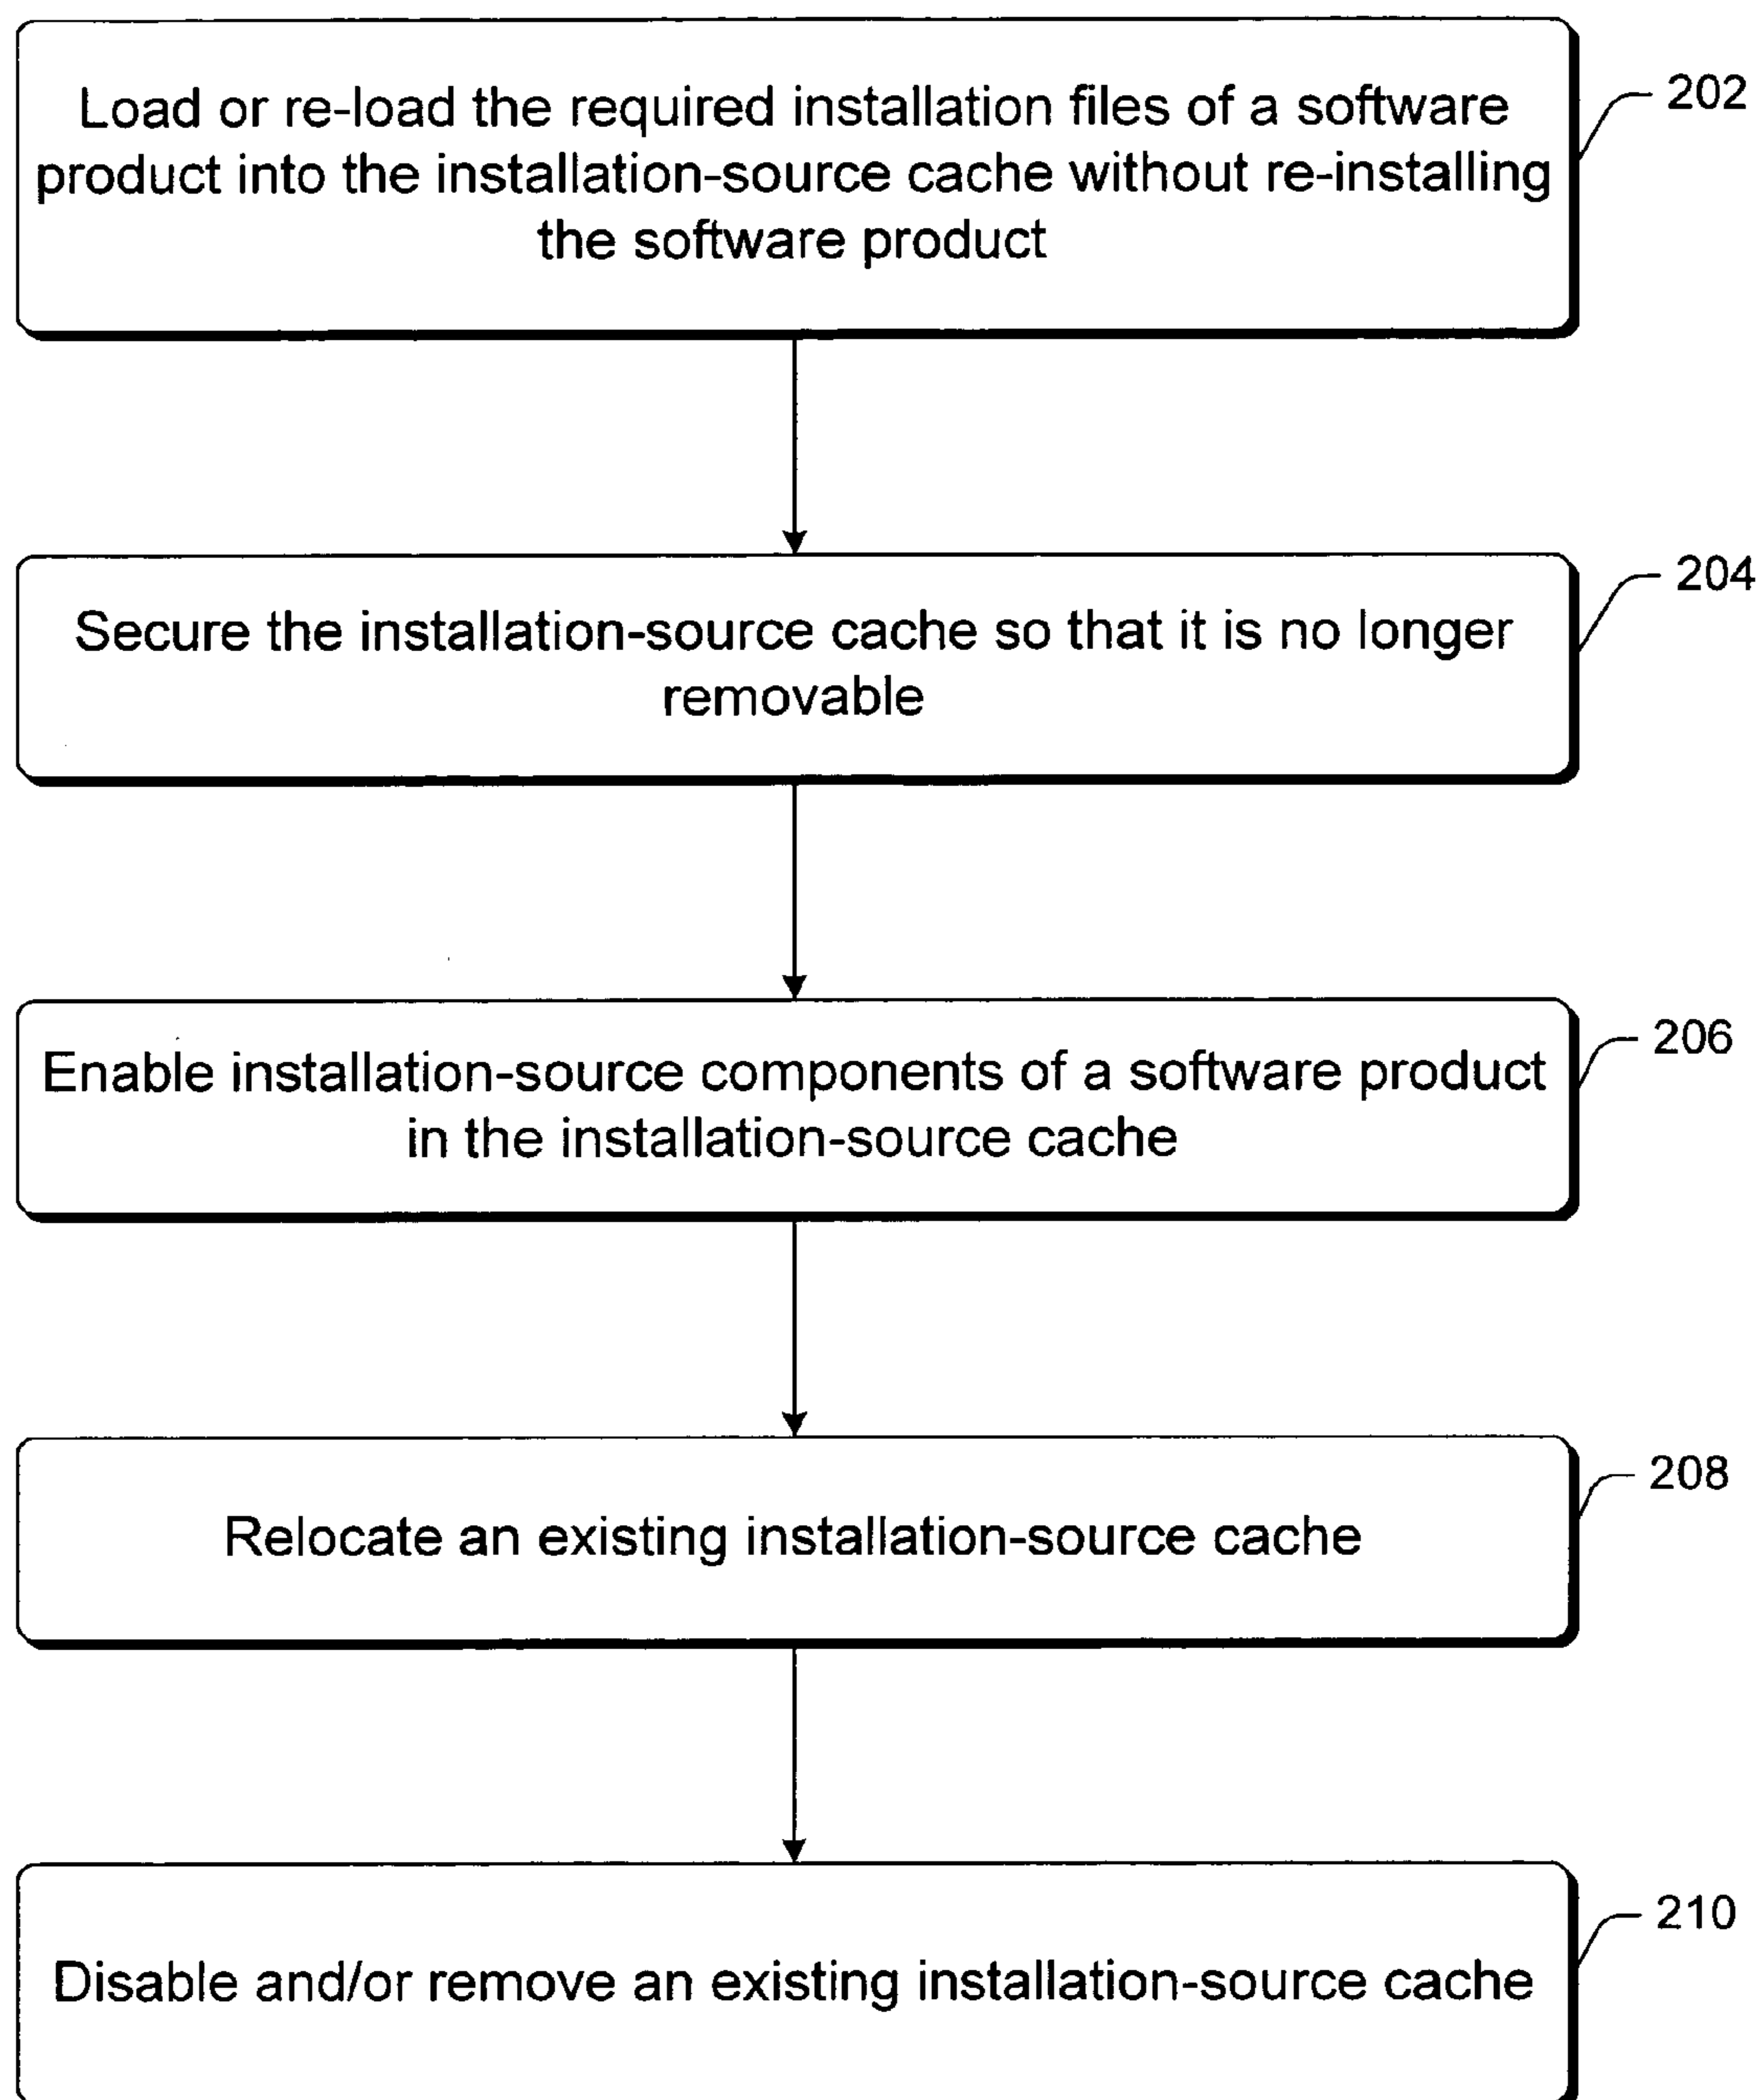 Load or re-load the required installation files of a software
product into the installation-source cache without re-installing
the software product
202
Secure the installation-source cache so that it is no longer
removable
204
Enable installation-source components of a software product
in the installation-source cache
206
Relocate an existing installation-source cache
208
Disable and/or remove an existing installation-source cache
210